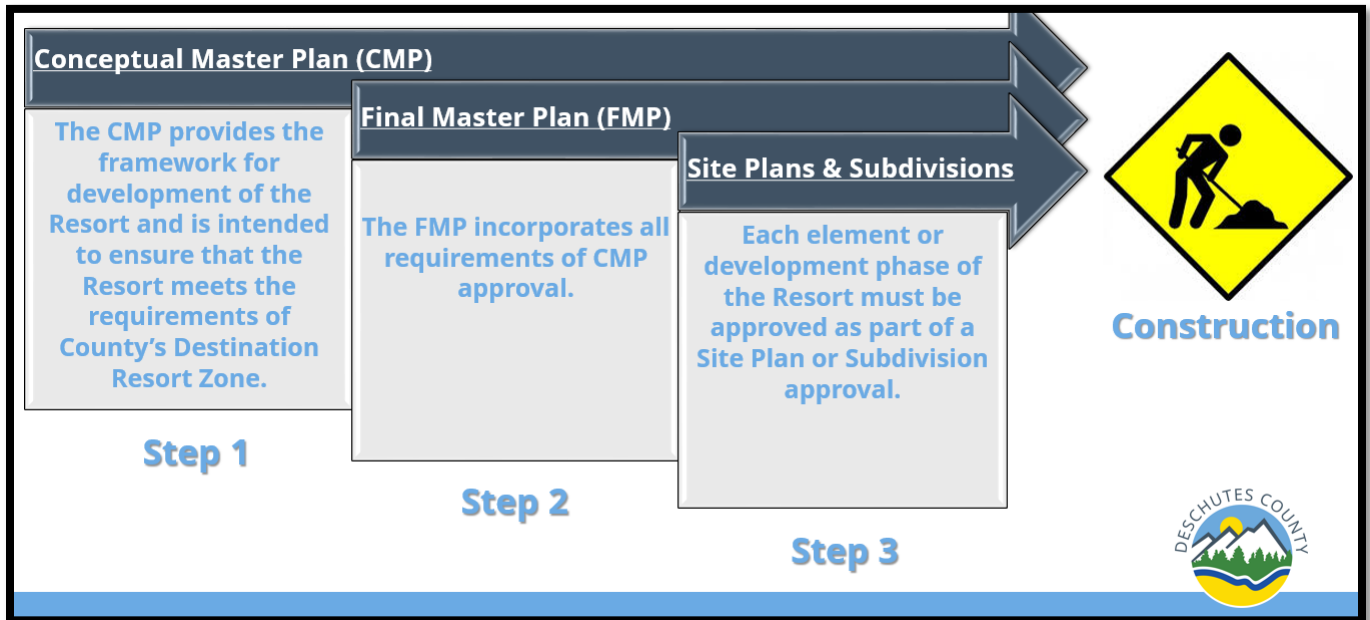 Conceptual Master Plan (CMP)
The CMP provides the
framework for
development of the
Resort and is intended
to ensure that the
Resort meets the
requirements of
County's Destination
Resort Zone.
Step 1
Final Master Plan (FMP)
The FMP incorporates all
requirements of CMP
approval.
Step 2
Site Plans & Subdivisions
Each element or
development phase of
the Resort must be
approved as part of a
Site Plan or Subdivision
approval.
Step 3
Construction
DESCHUTES COUNTY